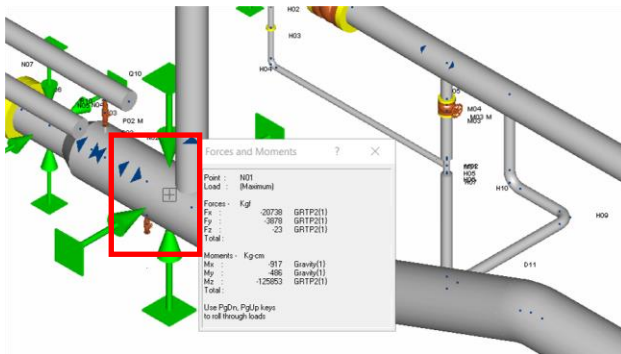 H02
H03
N07
Q10
H04
P02 M
M04
M03 M
M03
H10
H09
O11
Forces and Moments ? ×
Point : N01
Load : (Maximum)
Forces - Kgf
Fx : -20738 GRTP2(1)
Fy : -3878 GRTP2(1)
Fz : -23 GRTP2(1)
Total :
Moments - Kg-cm
Mx : -917 Gravity(1)
My : -486 Gravity(1)
Mz : -125853 GRTP2(1)
Total :
Use PgDn, PgUp keys
to roll through loads